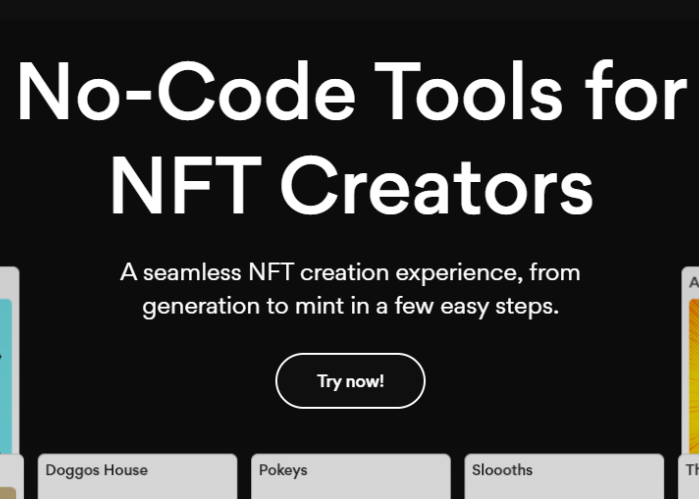 No-Code Tools for
NFT Creators
A seamless NFT creation experience, from
generation to mint in a few easy steps.
Try now!
Doggos House
Pokeys
Sloooths